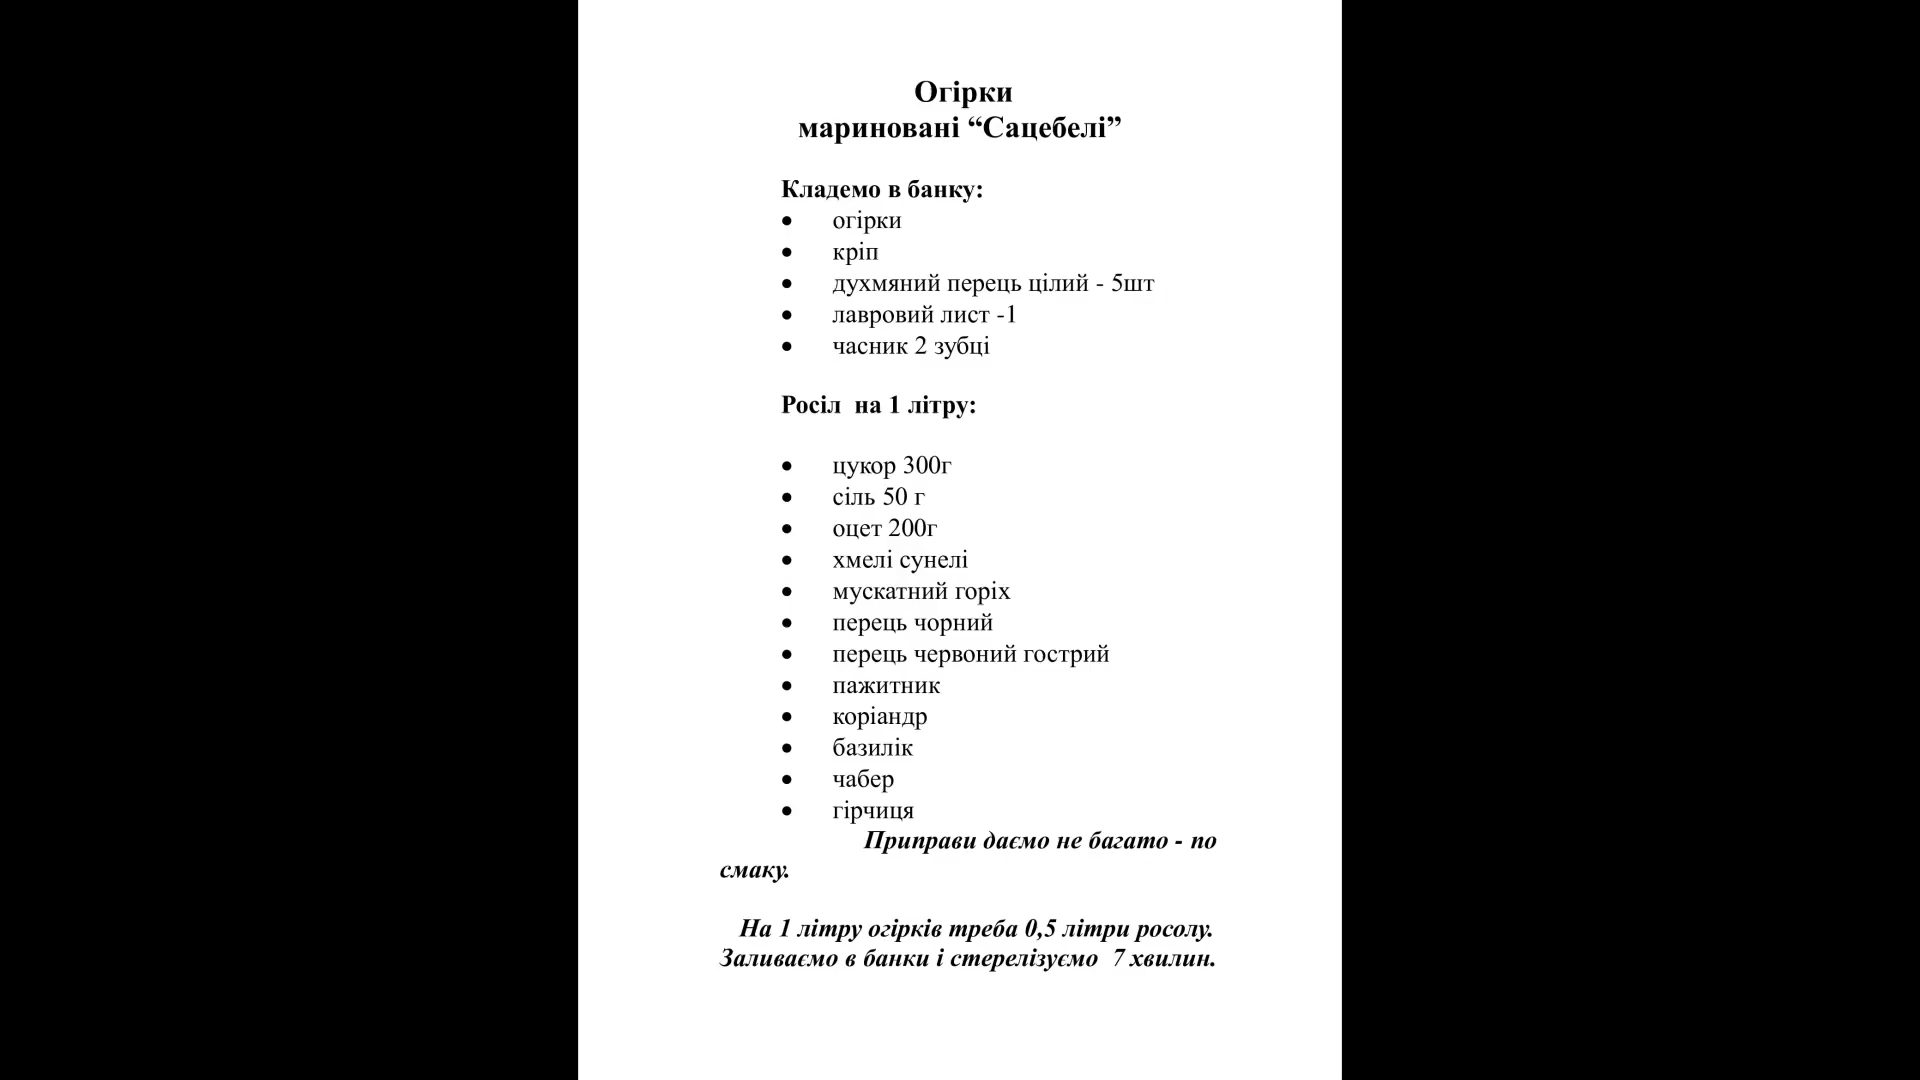 Огірки
мариновані “Сацебелі”
Кладемо в банку:
• огірки
• кріп
• духмяний перець цілий - 5шт
• лавровий лист -1
• часник 2 зубці
Росіл  на 1 літру:
• цукор 300г
• сіль 50 г
• оцет 200г
• хмелі сунелі
• мускатний горіх
• перець чорний
• перець червоний гострий
• пажитник
• коріандр
• базилік
• чабер
• гірчиця
Приправи даємо не багато - по
смаку.
На 1 літру огірків треба 0,5 літри росолу.
Заливаємо в банки і стерелізуємо  7 хвилин.